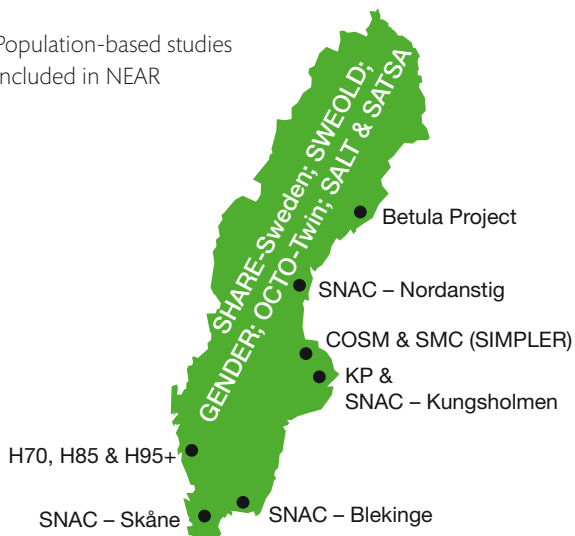 Population-based studies
included in NEAR
SHARE-Sweden; SWEOLD;
GENDER; OCTO-Twin; SALT & SATSA
Betula Project
SNAC – Nordanstig
COSM & SMC (SIMPLER)
KP &
SNAC – Kungsholmen
H70, H85 & H95+
SNAC – Skåne
SNAC – Blekinge